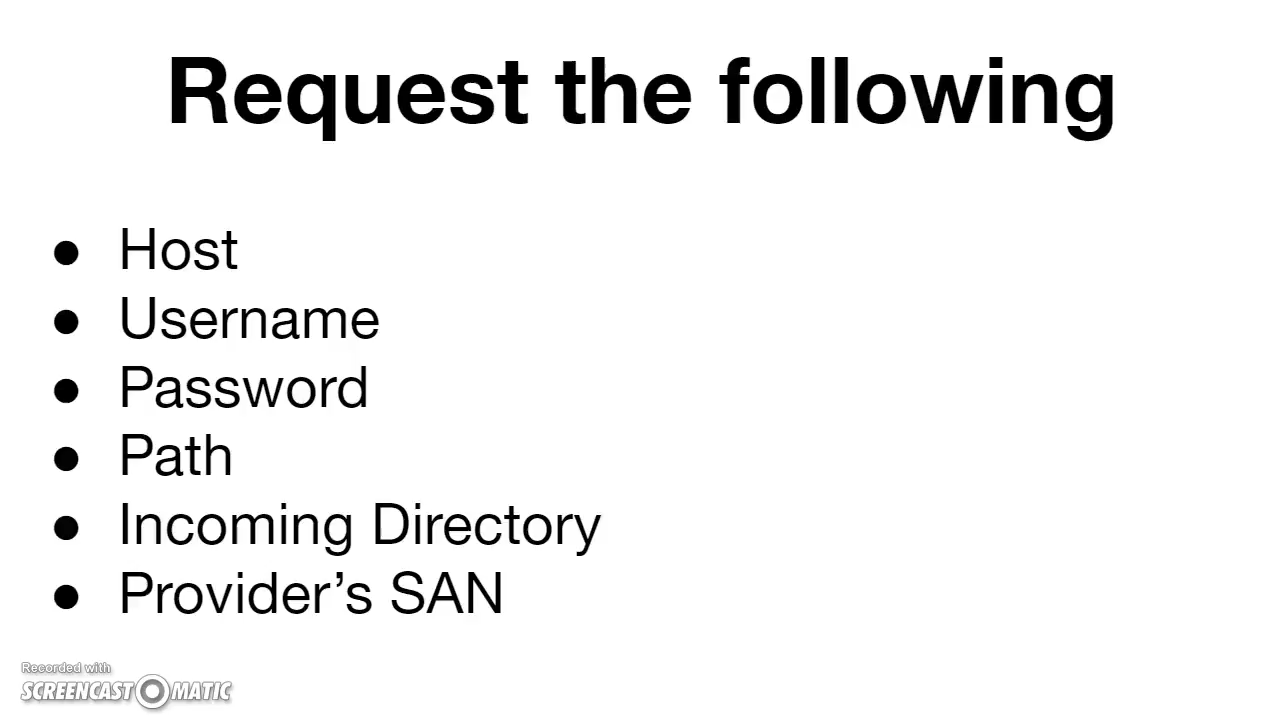 Request the following
● Host
● Username
● Password
● Path
● Incoming Directory
● Provider’s SAN
Recorded with
SCREENCAST MATIC